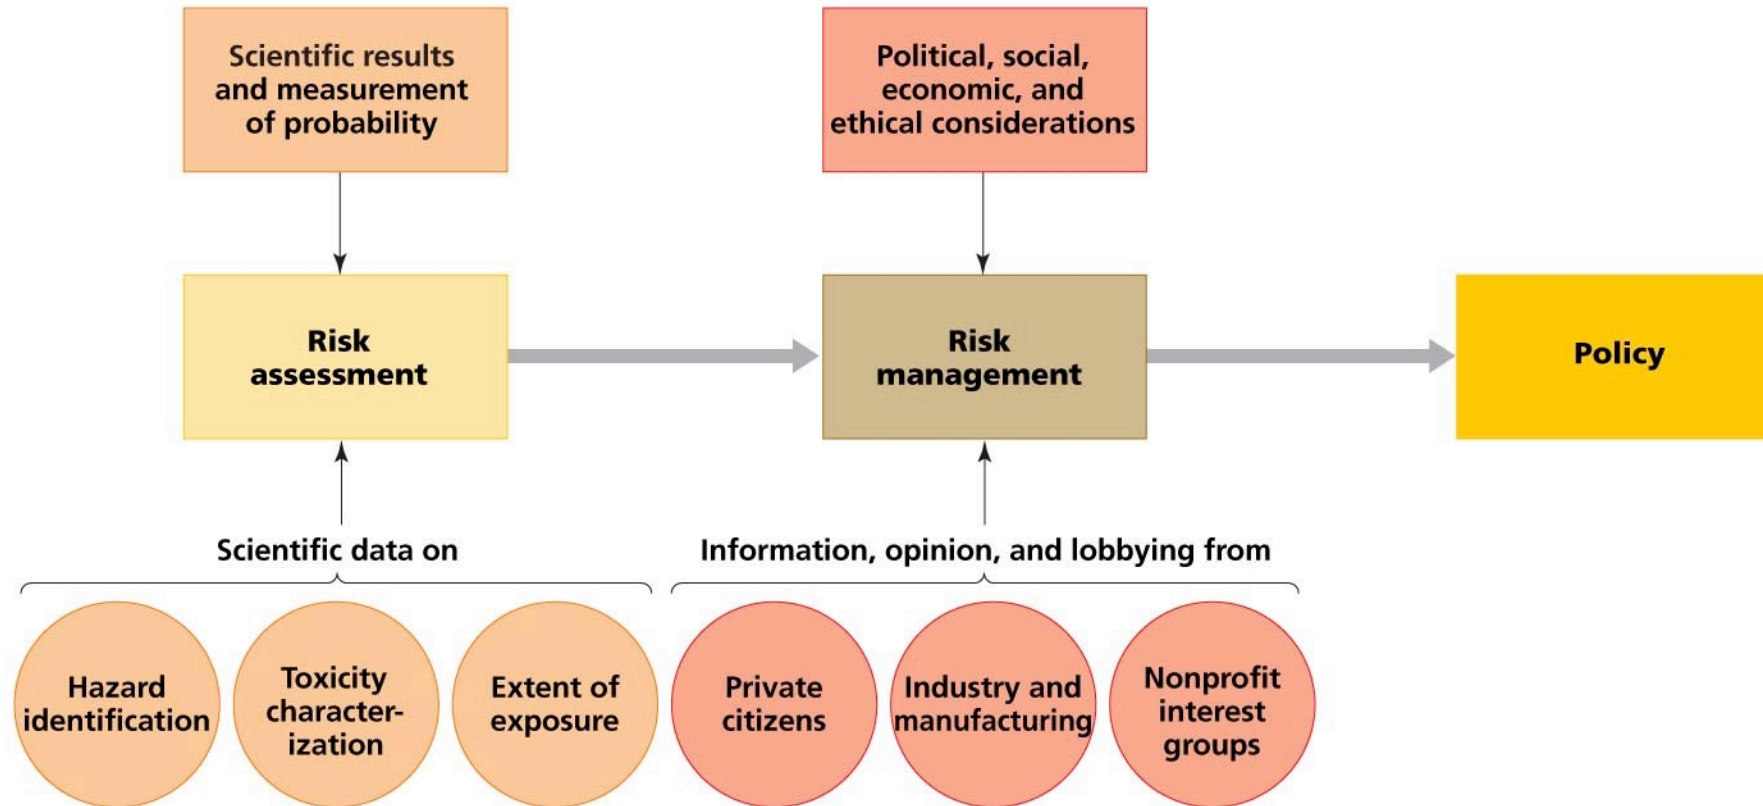 Scientific results
and measurement
of probability
Political, social,
economic, and
ethical considerations
Risk
assessment
Risk
management
Policy
Scientific data on
Information, opinion, and lobbying from
Hazard
identification
Toxicity
character-
ization
Extent of
exposure
Private
citizens
Industry and
manufacturing
Nonprofit
interest
groups